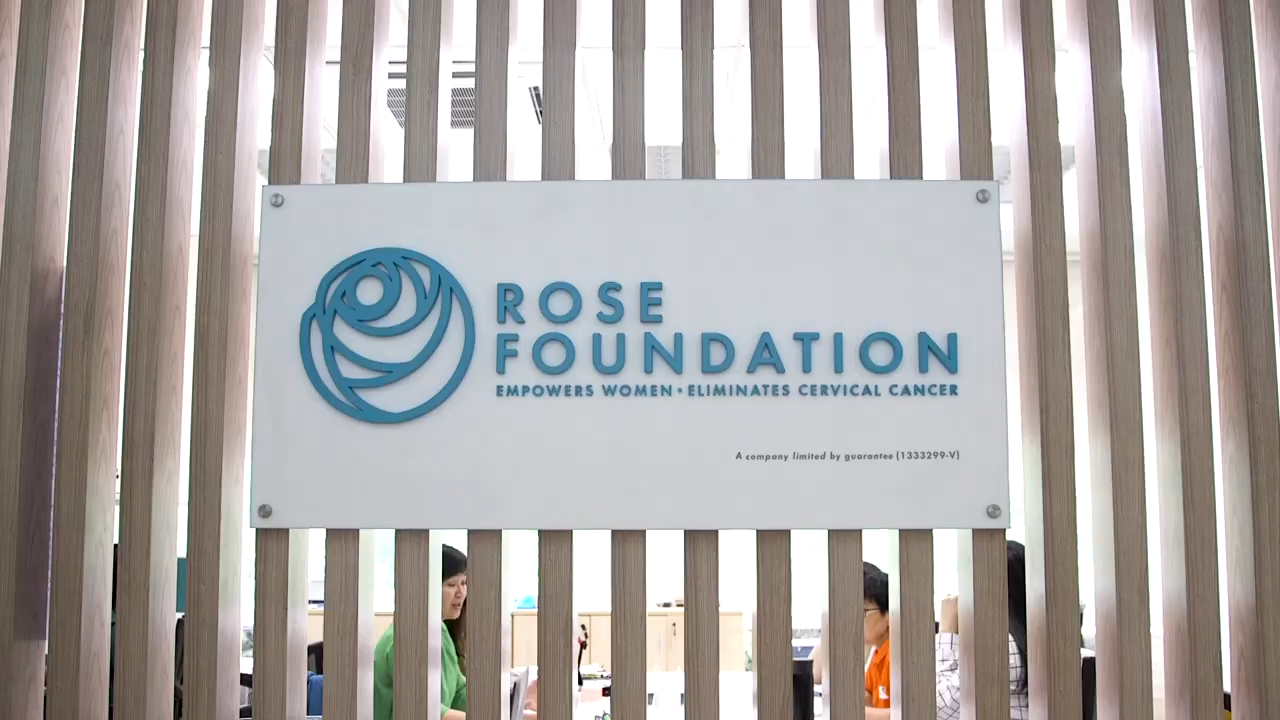 ROSE
FOUNDATION
EMPOWERS WOMEN • ELIMINATES CERVICAL CANCER
A company limited by guarantee (1333299-V)